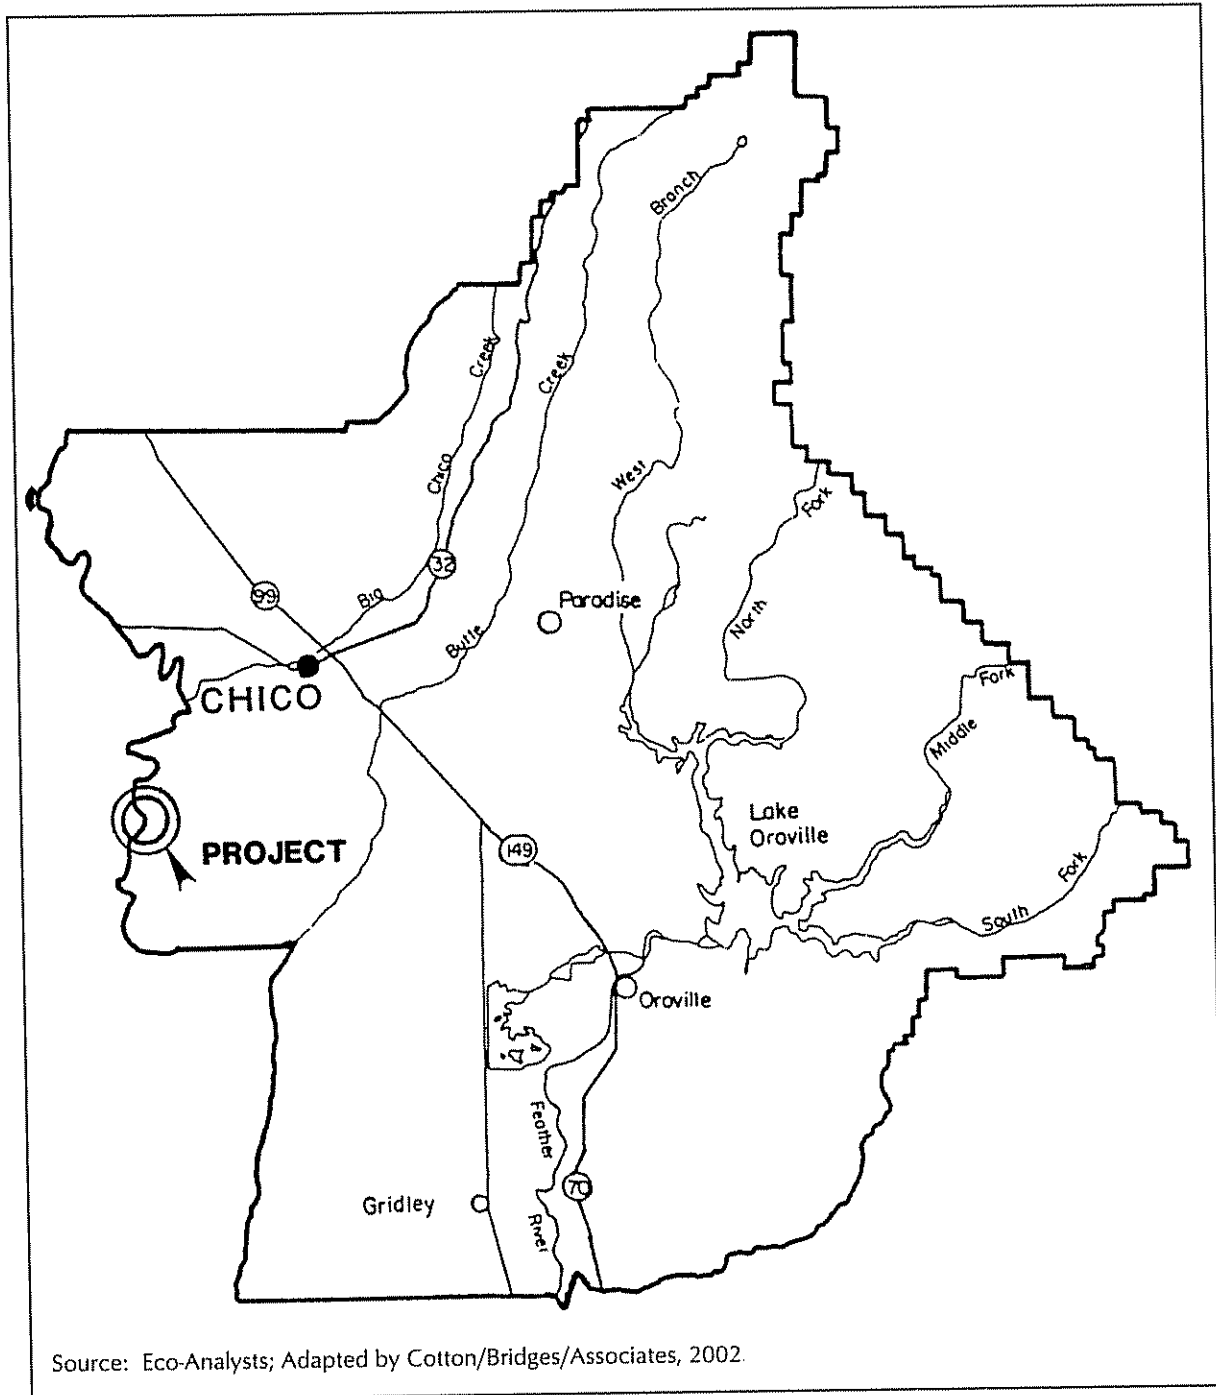 Branch
Creek
Creek
Chico
West
Fork
32
99
Big
Paradise
North
Butte
CHICO
Fork
Middle
Lake
Oroville
PROJECT
149
Fork
South
Oroville
Feather
70
Gridley
River
Source: Eco-Analysts; Adapted by Cotton/Bridges/Associates, 2002.